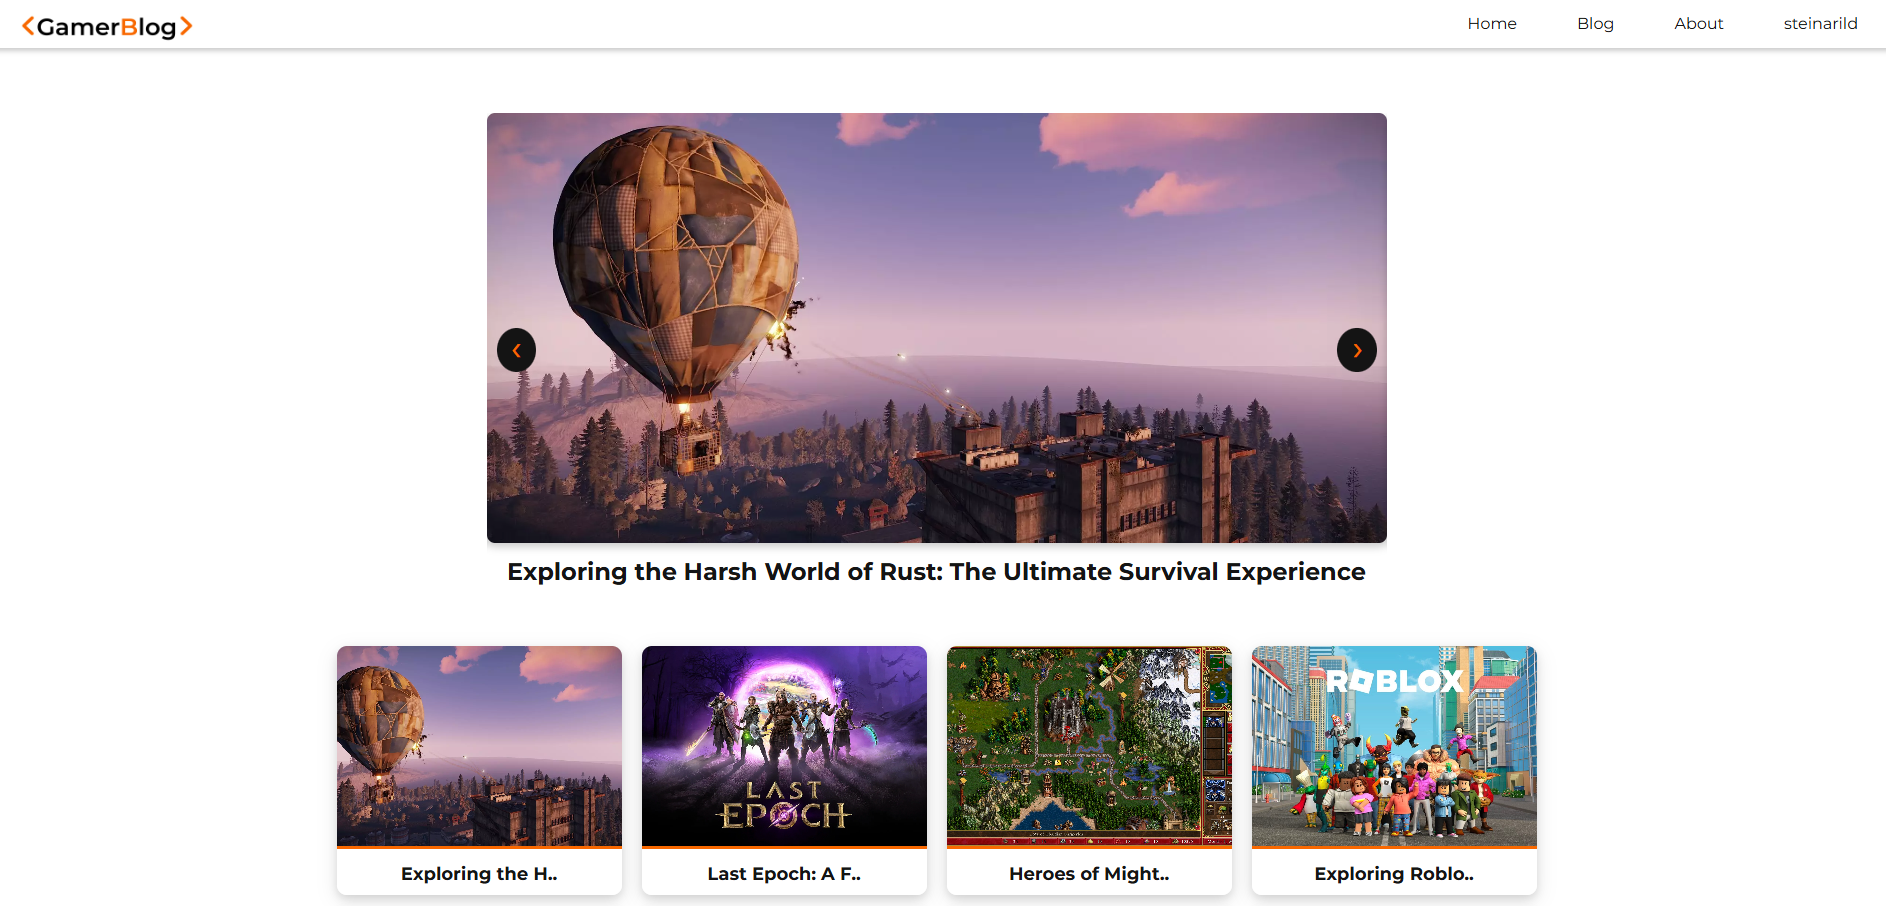 <GamerBlog>
Home Blog About steinarild
Exploring the Harsh World of Rust: The Ultimate Survival Experience
LAST
EPOCH
ROBLOX
Exploring the H.. Last Epoch: A F.. Heroes of Might.. Exploring Roblo..